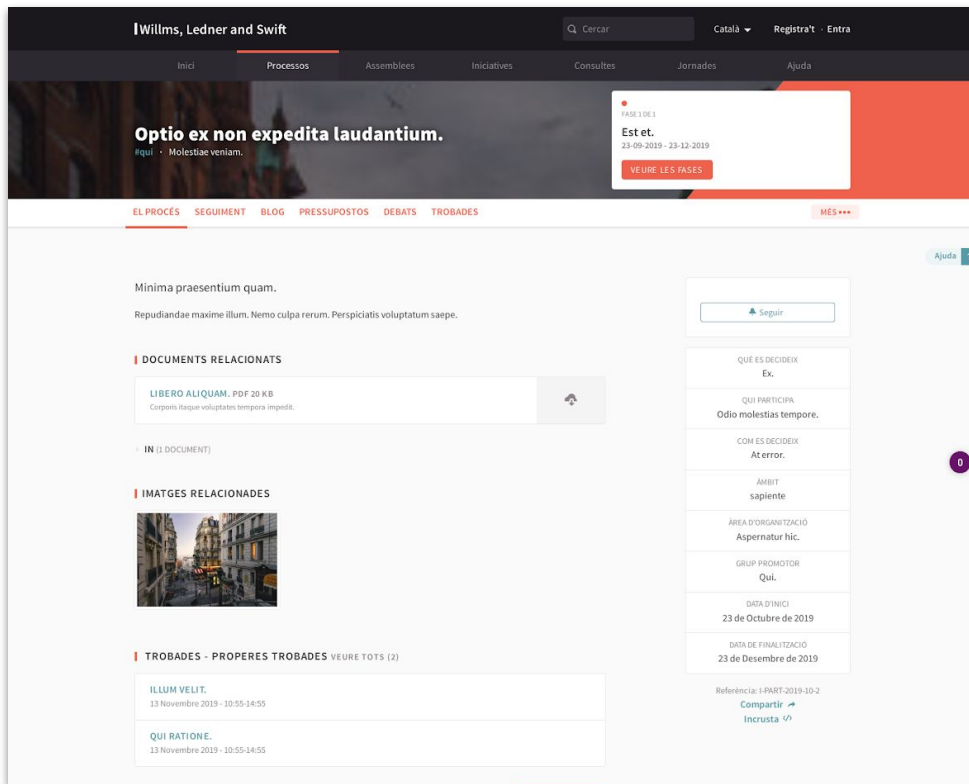 Willms, Ledner and Swift
Cercar
Català
Registra't · Entra
Inici
Processos
Assemblees
Iniciatives
Consultes
Jornades
Ajuda
Optio ex non expedita laudantium.
#qui · Molestiae veniam.
FASE 1 DE 1
Est et.
23-09-2019 - 23-12-2019
VEURE LES FASES
EL PROCÉS
SEGUIMENT
BLOG
PRESSUPOSTOS
DEBATS
TROBADES
MÉS •••
Ajuda
Minima praesentium quam.
Repudiandae maxime illum. Nemo culpa rerum. Perspiciatis voluptatum saepe.
Seguir
DOCUMENTS RELACIONATS
LIBERO ALIQUAM. PDF 20 KB
Corporis itaque voluptates tempora impedit.
IN (1 DOCUMENT)
IMATGES RELACIONADES
TROBADES - PROPERES TROBADES VEURE TOTS (2)
ILLUM VELIT.
13 Novembre 2019 - 10:55-14:55
QUI RATIONE.
13 Novembre 2019 - 10:55-14:55
QUÈ ES DECIDEIX
Ex.
QUI PARTICIPA
Odio molestias tempore.
COM ES DECIDEIX
At error.
ÀMBIT
sapiente
ÀREA D'ORGANITZACIÓ
Aspernatur hic.
GRUP PROMOTOR
Qui.
DATA D'INICI
23 de Octubre de 2019
DATA DE FINALITZACIÓ
23 de Desembre de 2019
Referència: I-PART-2019-10-2
Compartir
Incrusta
0